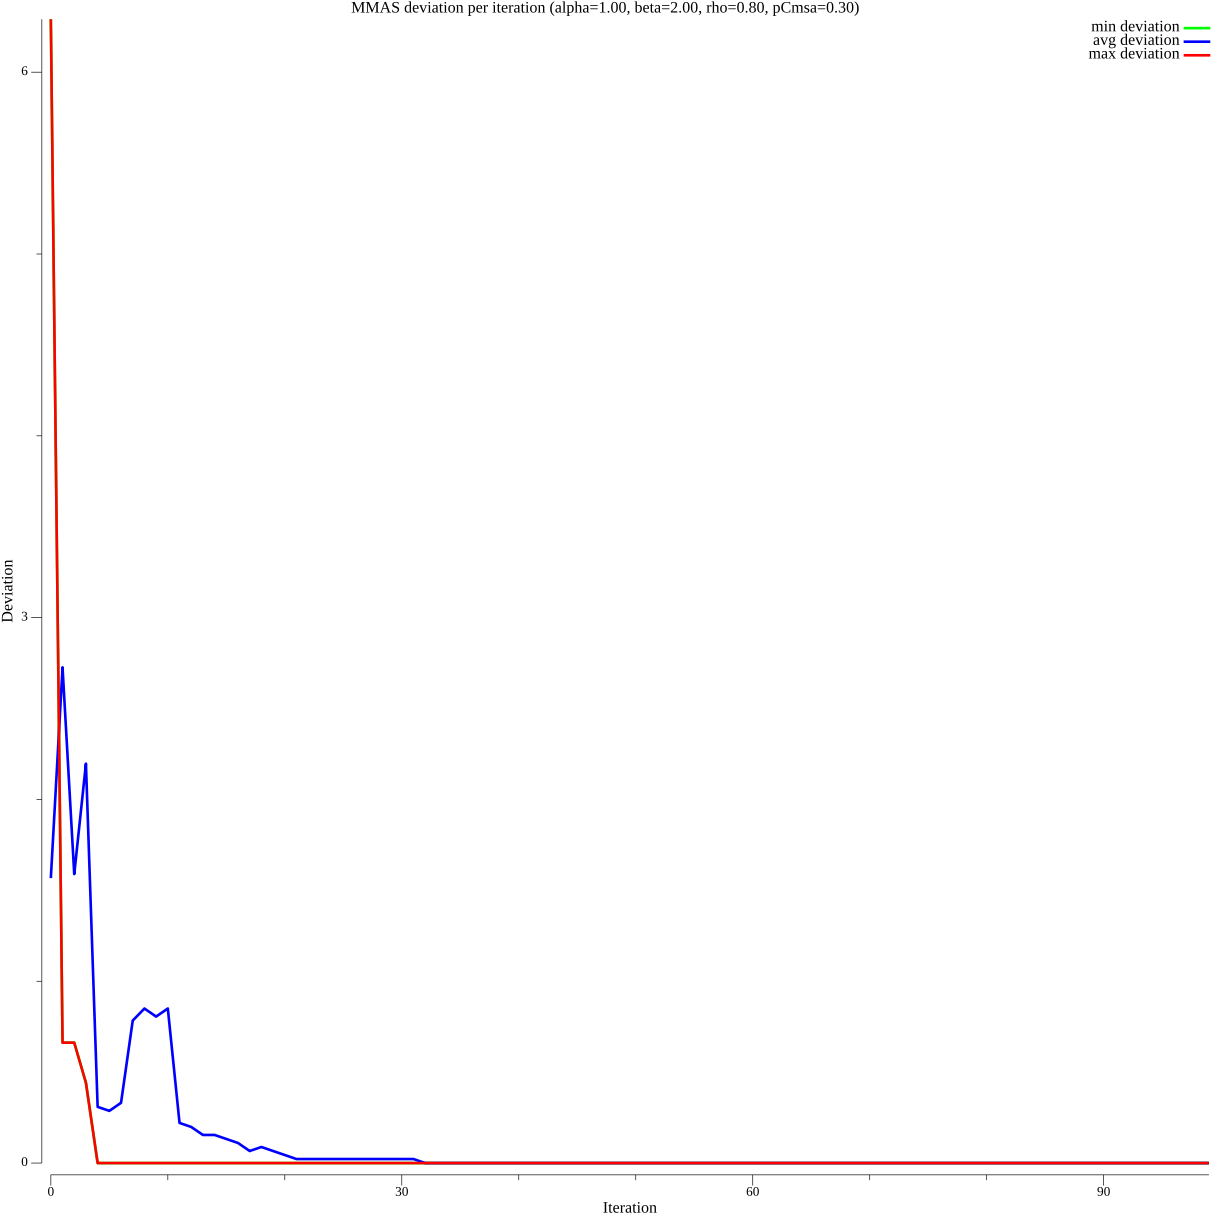 MMAS deviation per iteration (alpha=1.00, beta=2.00, rho=0.80, pCmsa=0.30)
min deviation
avg deviation
max deviation
6
3
0
Deviation
0
30
60
90
Iteration